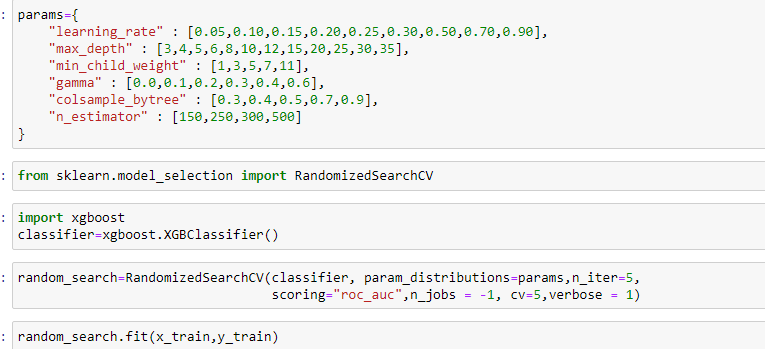 : params={
"learning_rate" : [0.05,0.10,0.15,0.20,0.25,0.30,0.50,0.70,0.90],
"max_depth" : [3,4,5,6,8,10,12,15,20,25,30,35],
"min_child_weight" : [1,3,5,7,11],
"gamma" : [0.0,0.1,0.2,0.3,0.4,0.6],
"colsample_bytree" : [0.3,0.4,0.5,0.7,0.9],
"n_estimator" : [150,250,300,500]
}
: from sklearn.model_selection import RandomizedSearchCV
: import xgboost
classifier=xgboost.XGBClassifier()
: random_search=RandomizedSearchCV(classifier, param_distributions=params,n_iter=5,
scoring="roc_auc",n_jobs = -1, cv=5,verbose = 1)
: random_search.fit(x_train,y_train)